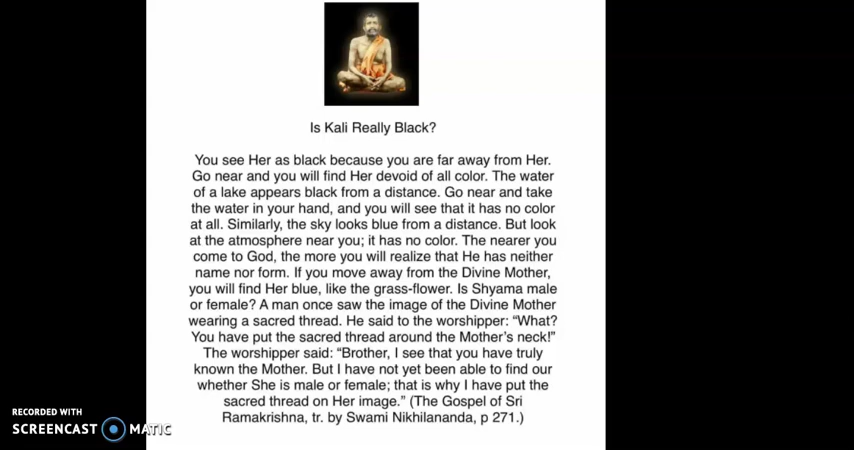 Is Kali Really Black?
You see Her as black because you are far away from Her.
Go near and you will find Her devoid of all color. The water
of a lake appears black from a distance. Go near and take
the water in your hand, and you will see that it has no color
at all. Similarly, the sky looks blue from a distance. But look
at the atmosphere near you; it has no color. The nearer you
come to God, the more you will realize that He has neither
name nor form. If you move away from the Divine Mother,
you will find Her blue, like the grass-flower. Is Shyama male
or female? A man once saw the image of the Divine Mother
wearing a sacred thread. He said to the worshipper: “What?
You have put the sacred thread around the Mother’s neck!”
The worshipper said: “Brother, I see that you have truly
known the Mother. But I have not yet been able to find our
whether She is male or female; that is why I have put the
sacred thread on Her image.” (The Gospel of Sri
Ramakrishna, tr. by Swami Nikhilananda, p 271.)
RECORDED WITH
SCREENCAST MATIC